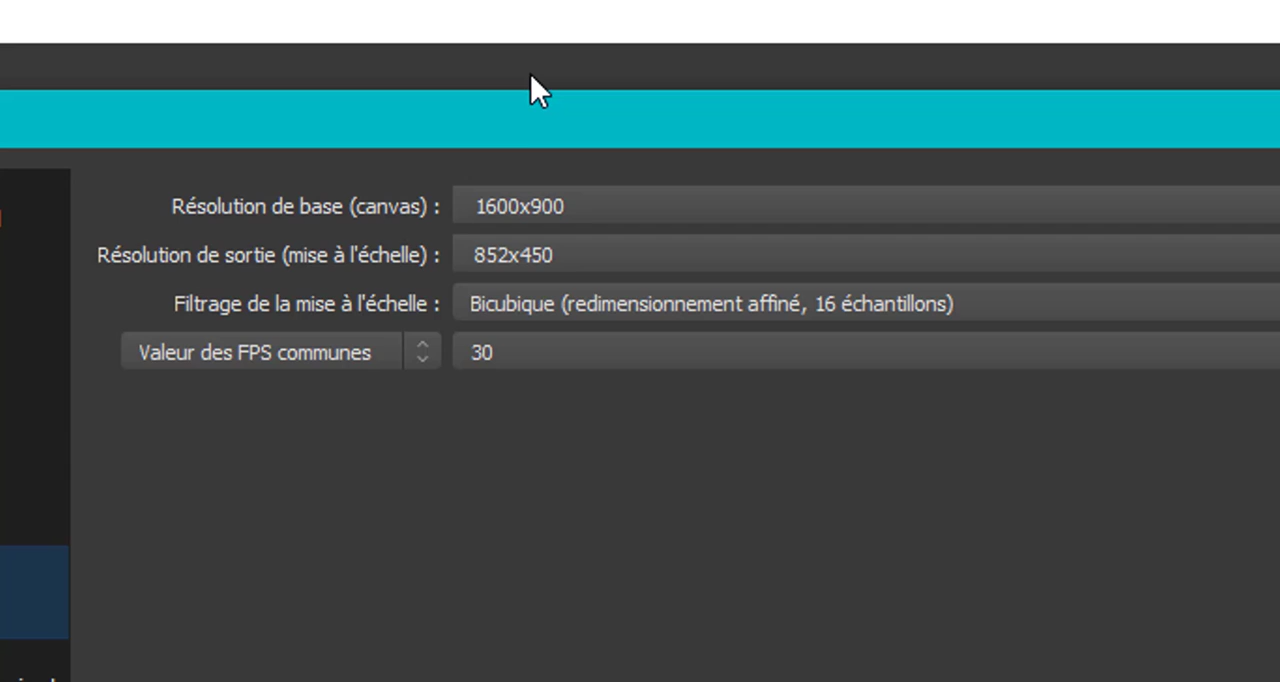 Résolution de base (canvas) : 1600x900
Résolution de sortie (mise à l'échelle) : 852x450
Filtrage de la mise à l'échelle : Bicubique (redimensionnement affiné, 16 échantillons)
Valeur des FPS communes 30